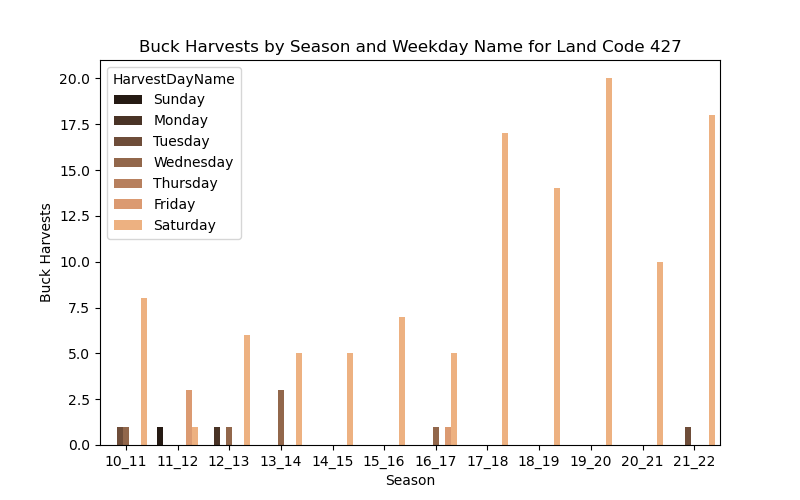 Buck Harvests by Season and Weekday Name for Land Code 427
HarvestDayName
Sunday
Monday
Tuesday
Wednesday
Thursday
Friday
Saturday
Buck Harvests
20.0
17.5
15.0
12.5
10.0
7.5
5.0
2.5
0.0
10_11 11_12 12_13 13_14 14_15 15_16 16_17 17_18 18_19 19_20 20_21 21_22
Season